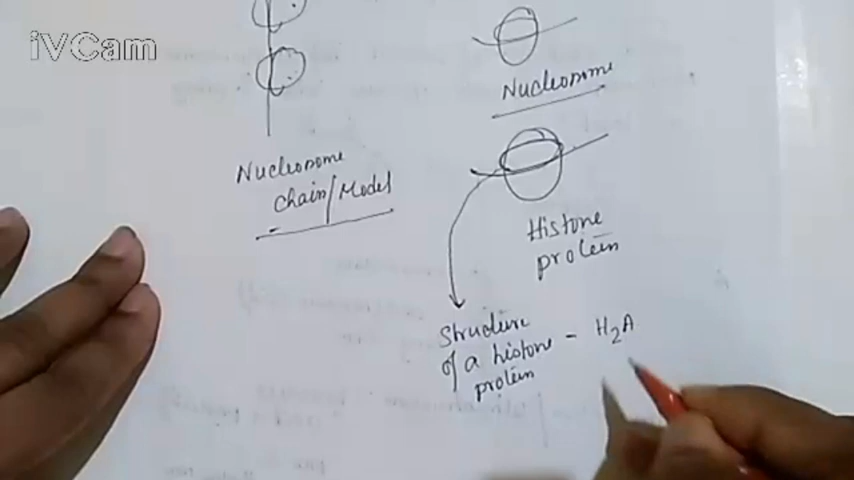 iVCam
Nucleosome
Nucleosome
chain/Model
Histone
protein
Structure
of a histone - H2A
protein